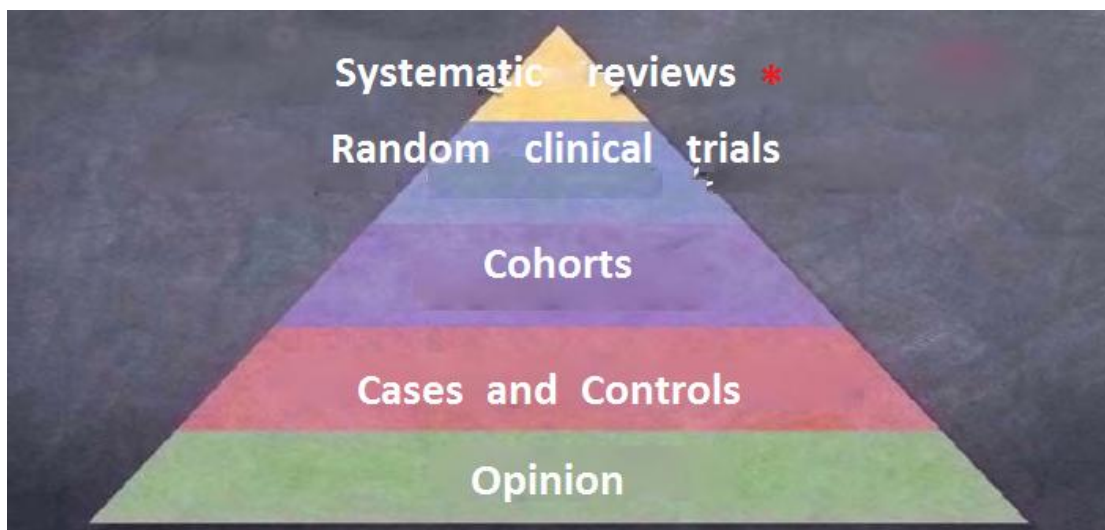 Systematic reviews *
Random clinical trials
Cohorts
Cases and Controls
Opinion